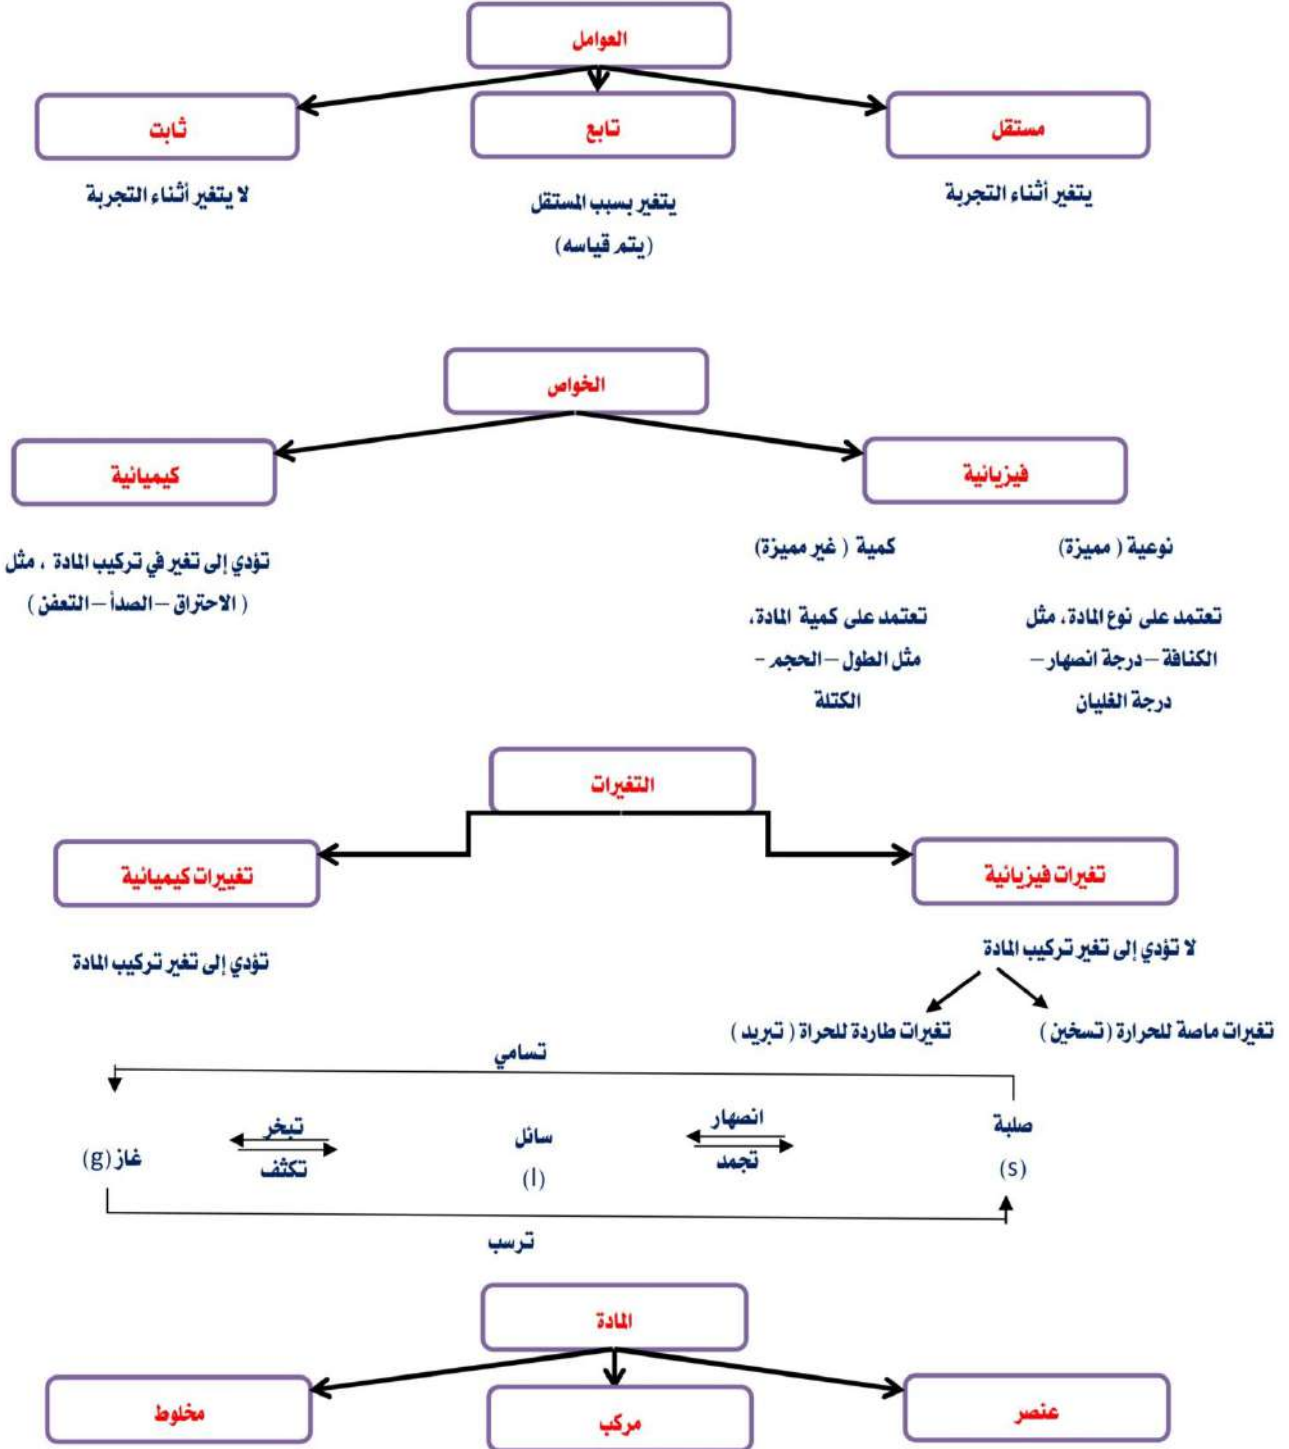 العوامل
مستقل
تابع
ثابت
يتغير أثناء التجربة
يتغير بسبب المستقل
(يتم قياسه)
لا يتغير أثناء التجربة
الخواص
فيزيائية
كيميائية
نوعية ( مميزة)
تعتمد على نوع المادة، مثل
الكثافة – درجة انصهار –
درجة الغليان
كمية ( غير مميزة)
تعتمد على كمية المادة،
مثل الطول – الحجم -
الكتلة
تؤدي إلى تغير في تركيب المادة ، مثل
( الاحتراق – الصدأ – التعفن )
التغيرات
تغيرات فيزيائية
تغييرات كيميائية
لا تؤدي إلى تغير تركيب المادة
تؤدي إلى تغير تركيب المادة
تغيرات ماصة للحرارة ( تسخين )
تغيرات طاردة للحراة ( تبريد )
تسامي
صلبة
(s)
انصهار
تجمد
سائل
(l)
تبخر
تكثف
غاز (g)
ترسب
المادة
عنصر
مركب
مخلوط